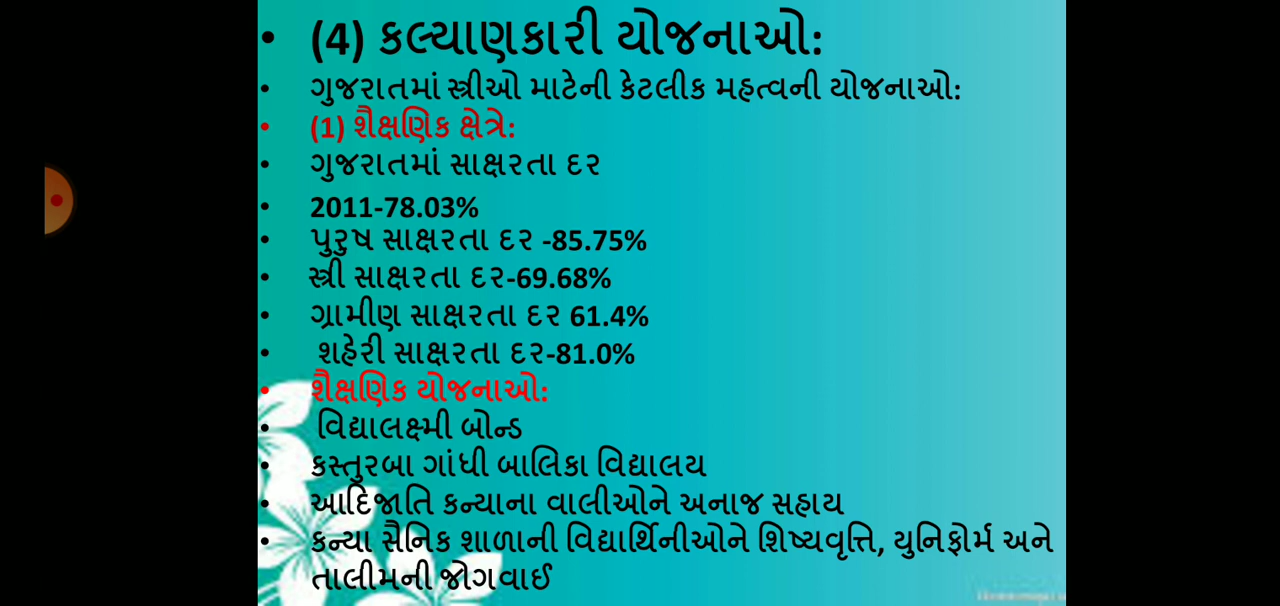 • (4) કલ્યાણકારી યોજનાઓ:
• ગુજરાતમાં સ્ત્રીઓ માટેની કેટલીક મહત્વની યોજનાઓ:
• (1) શૈક્ષણિક ક્ષેત્રે:
• ગુજરાતમાં સાક્ષરતા દર
• 2011-78.03%
• પુરુષ સાક્ષરતા દર -85.75%
• સ્ત્રી સાક્ષરતા દર-69.68%
• ગ્રામીણ સાક્ષરતા દર 61.4%
• શહેરી સાક્ષરતા દર-81.0%
• શૈક્ષણિક યોજનાઓ:
• વિદ્યાલક્ષ્મી બોન્ડ
• કસ્તુરબા ગાંધી બાલિકા વિદ્યાલય
• આદિજાતિ કન્યાના વાલીઓને અનાજ સહાય
• કન્યા સૈનિક શાળાની વિદ્યાર્થિનીઓને શિષ્યવૃત્તિ, યુનિફોર્મ અને
તાલીમની જોગવાઈ